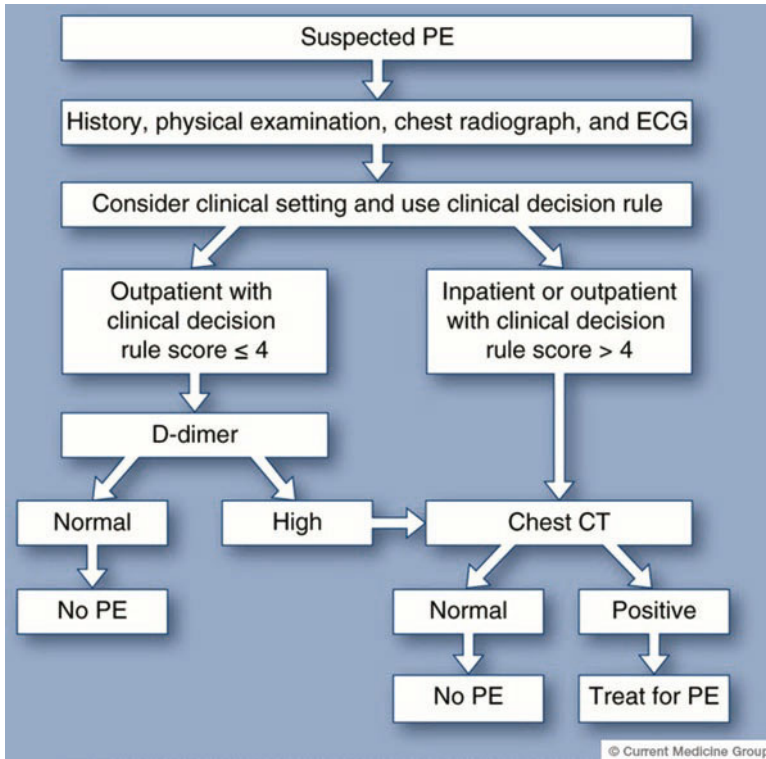 Suspected PE
History, physical examination, chest radiograph, and ECG
Consider clinical setting and use clinical decision rule
Outpatient with
clinical decision
rule score ≤ 4
Inpatient or outpatient
with clinical decision
rule score > 4
D-dimer
Normal
High
Chest CT
No PE
Normal
Positive
No PE
Treat for PE
© Current Medicine Group